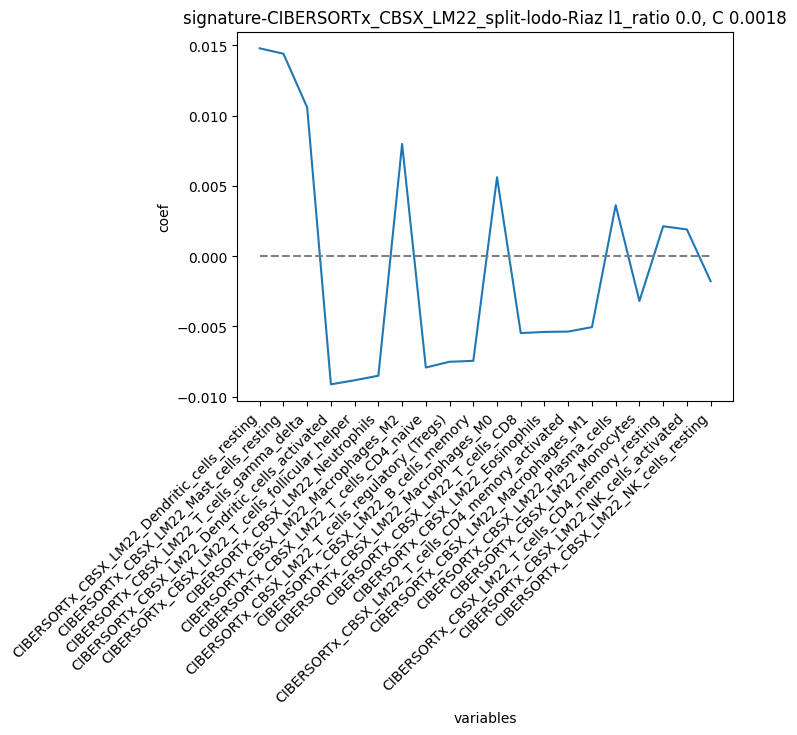 signature-CIBERSORTx_CBSX_LM22_split-lodo-Riaz l1_ratio 0.0, C 0.0018
0.015
0.010
0.005
0.000
−0.005
−0.010
coef
CIBERSORTx_CBSX_LM22_Dendritic_cells_resting
CIBERSORTx_CBSX_LM22_Mast_cells_resting
CIBERSORTx_CBSX_LM22_T_cells_gamma_delta
CIBERSORTx_CBSX_LM22_Dendritic_cells_activated
CIBERSORTx_CBSX_LM22_T_cells_follicular_helper
CIBERSORTx_CBSX_LM22_Neutrophils
CIBERSORTx_CBSX_LM22_Macrophages_M2
CIBERSORTx_CBSX_LM22_T_cells_CD4_naive
CIBERSORTx_CBSX_LM22_T_cells_regulatory_(Tregs)
CIBERSORTx_CBSX_LM22_B_cells_memory
CIBERSORTx_CBSX_LM22_Macrophages_M0
CIBERSORTx_CBSX_LM22_T_cells_CD8
CIBERSORTx_CBSX_LM22_Eosinophils
CIBERSORTx_CBSX_LM22_T_cells_CD4_memory_activated
CIBERSORTx_CBSX_LM22_Macrophages_M1
CIBERSORTx_CBSX_LM22_Plasma_cells
CIBERSORTx_CBSX_LM22_Monocytes
CIBERSORTx_CBSX_LM22_T_cells_CD4_memory_resting
CIBERSORTx_CBSX_LM22_NK_cells_activated
CIBERSORTx_CBSX_LM22_NK_cells_resting
variables